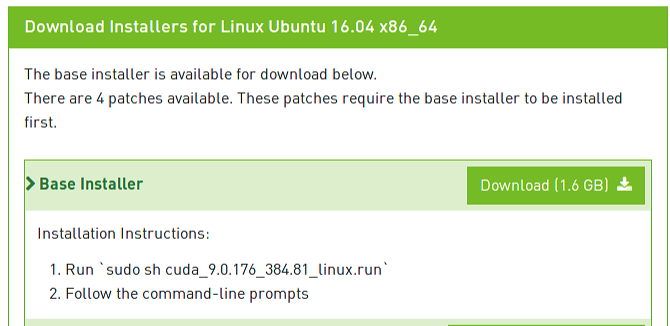 Download Installers for Linux Ubuntu 16.04 x86_64
The base installer is available for download below.
There are 4 patches available. These patches require the base installer to be installed
first.
Base Installer
Download (1.6 GB)
Installation Instructions:
1. Run `sudo sh cuda_9.0.176_384.81_linux.run`
2. Follow the command-line prompts